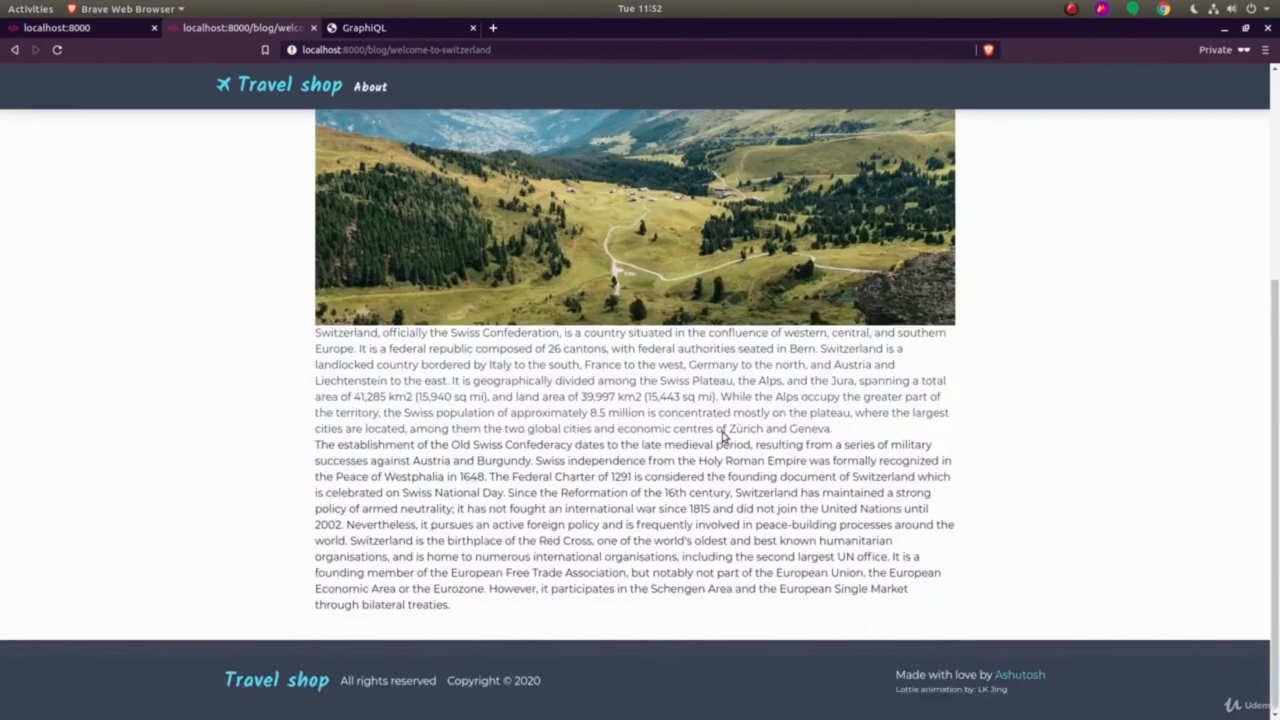 Activities Brave Web Browser Tue 11:52
localhost:8000 localhost:8000/blog/welco GraphiQL
localhost:8000/blog/welcome-to-switzerland Private
Travel shop About
Switzerland, officially the Swiss Confederation, is a country situated in the confluence of western, central, and southern
Europe. It is a federal republic composed of 26 cantons, with federal authorities seated in Bern. Switzerland is a
landlocked country bordered by Italy to the south, France to the west, Germany to the north, and Austria and
Liechtenstein to the east. It is geographically divided among the Swiss Plateau, the Alps, and the Jura, spanning a total
area of 41,285 km2 (15,940 sq mi), and land area of 39,997 km2 (15,443 sq mi). While the Alps occupy the greater part of
the territory, the Swiss population of approximately 8.5 million is concentrated mostly on the plateau, where the largest
cities are located, among them the two global cities and economic centres of Zürich and Geneva.
The establishment of the Old Swiss Confederacy dates to the late medieval period, resulting from a series of military
successes against Austria and Burgundy. Swiss independence from the Holy Roman Empire was formally recognized in
the Peace of Westphalia in 1648. The Federal Charter of 1291 is considered the founding document of Switzerland which
is celebrated on Swiss National Day. Since the Reformation of the 16th century, Switzerland has maintained a strong
policy of armed neutrality; it has not fought an international war since 1815 and did not join the United Nations until
2002. Nevertheless, it pursues an active foreign policy and is frequently involved in peace-building processes around the
world. Switzerland is the birthplace of the Red Cross, one of the world's oldest and best known humanitarian
organisations, and is home to numerous international organisations, including the second largest UN office. It is a
founding member of the European Free Trade Association, but notably not part of the European Union, the European
Economic Area or the Eurozone. However, it participates in the Schengen Area and the European Single Market
through bilateral treaties.
Travel shop All rights reserved Copyright © 2020
Made with love by Ashutosh
Lottie animation by: LK Jing
Udemy